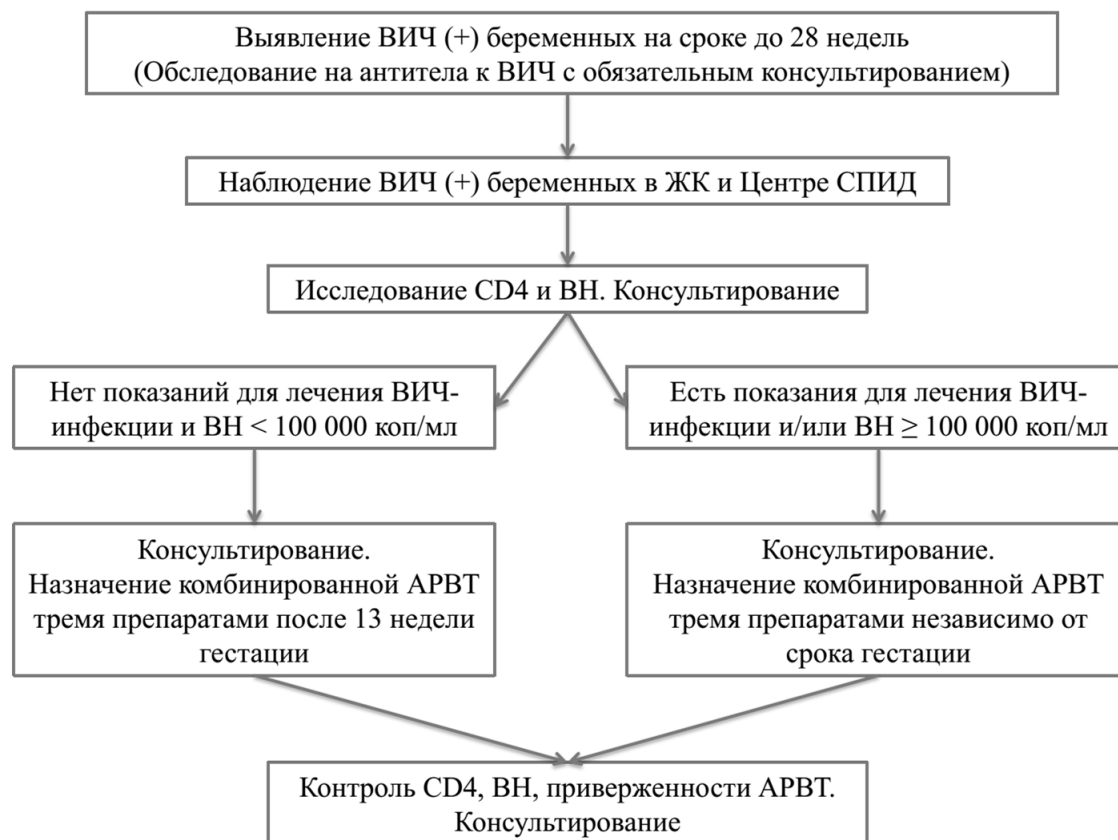 Выявление ВИЧ (+) беременных на сроке до 28 недель
(Обследование на антитела к ВИЧ с обязательным консультированием)
Наблюдение ВИЧ (+) беременных в ЖК и Центре СПИД
Исследование CD4 и ВН. Консультирование
Нет показаний для лечения ВИЧ-
инфекции и ВН < 100 000 коп/мл
Есть показания для лечения ВИЧ-
инфекции и/или ВН ≥ 100 000 коп/мл
Консультирование.
Назначение комбинированной АРВТ
тремя препаратами после 13 недели
гестации
Консультирование.
Назначение комбинированной АРВТ
тремя препаратами независимо от
срока гестации
Контроль CD4, ВН, приверженности АРВТ.
Консультирование